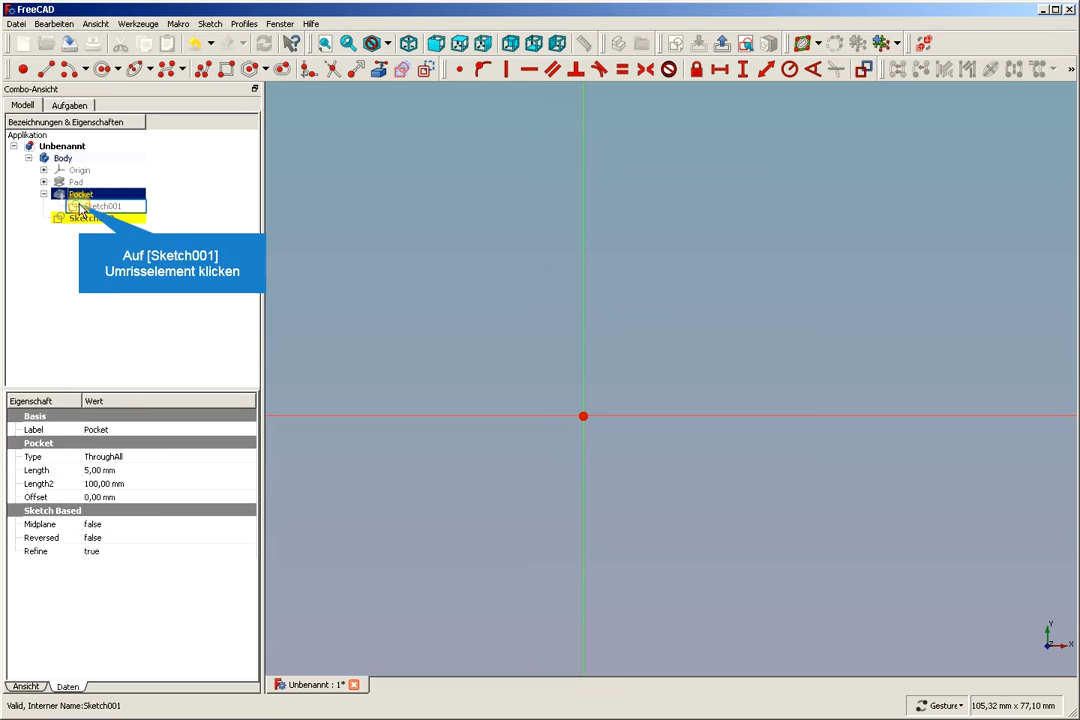 FreeCAD
Datei Bearbeiten Ansicht Werkzeuge Makro Sketch Profiles Fenster Hilfe
Combo-Ansicht
Modell Aufgaben
Bezeichnungen & Eigenschaften
Applikation
Unbenannt
Body
Origin
Pad
Pocket
Sketch001
Auf [Sketch001]
Umrisselement klicken
Eigenschaft Wert
Basis
Label Pocket
Pocket
Type ThroughAll
Length 5,00 mm
Length2 100,00 mm
Offset 0,00 mm
Sketch Based
Midplane false
Reversed false
Refine true
Y
X
Z
Ansicht Daten
Unbenannt : 1*
Valid, Interner Name:Sketch001
Gesture
105,32 mm x 77,10 mm